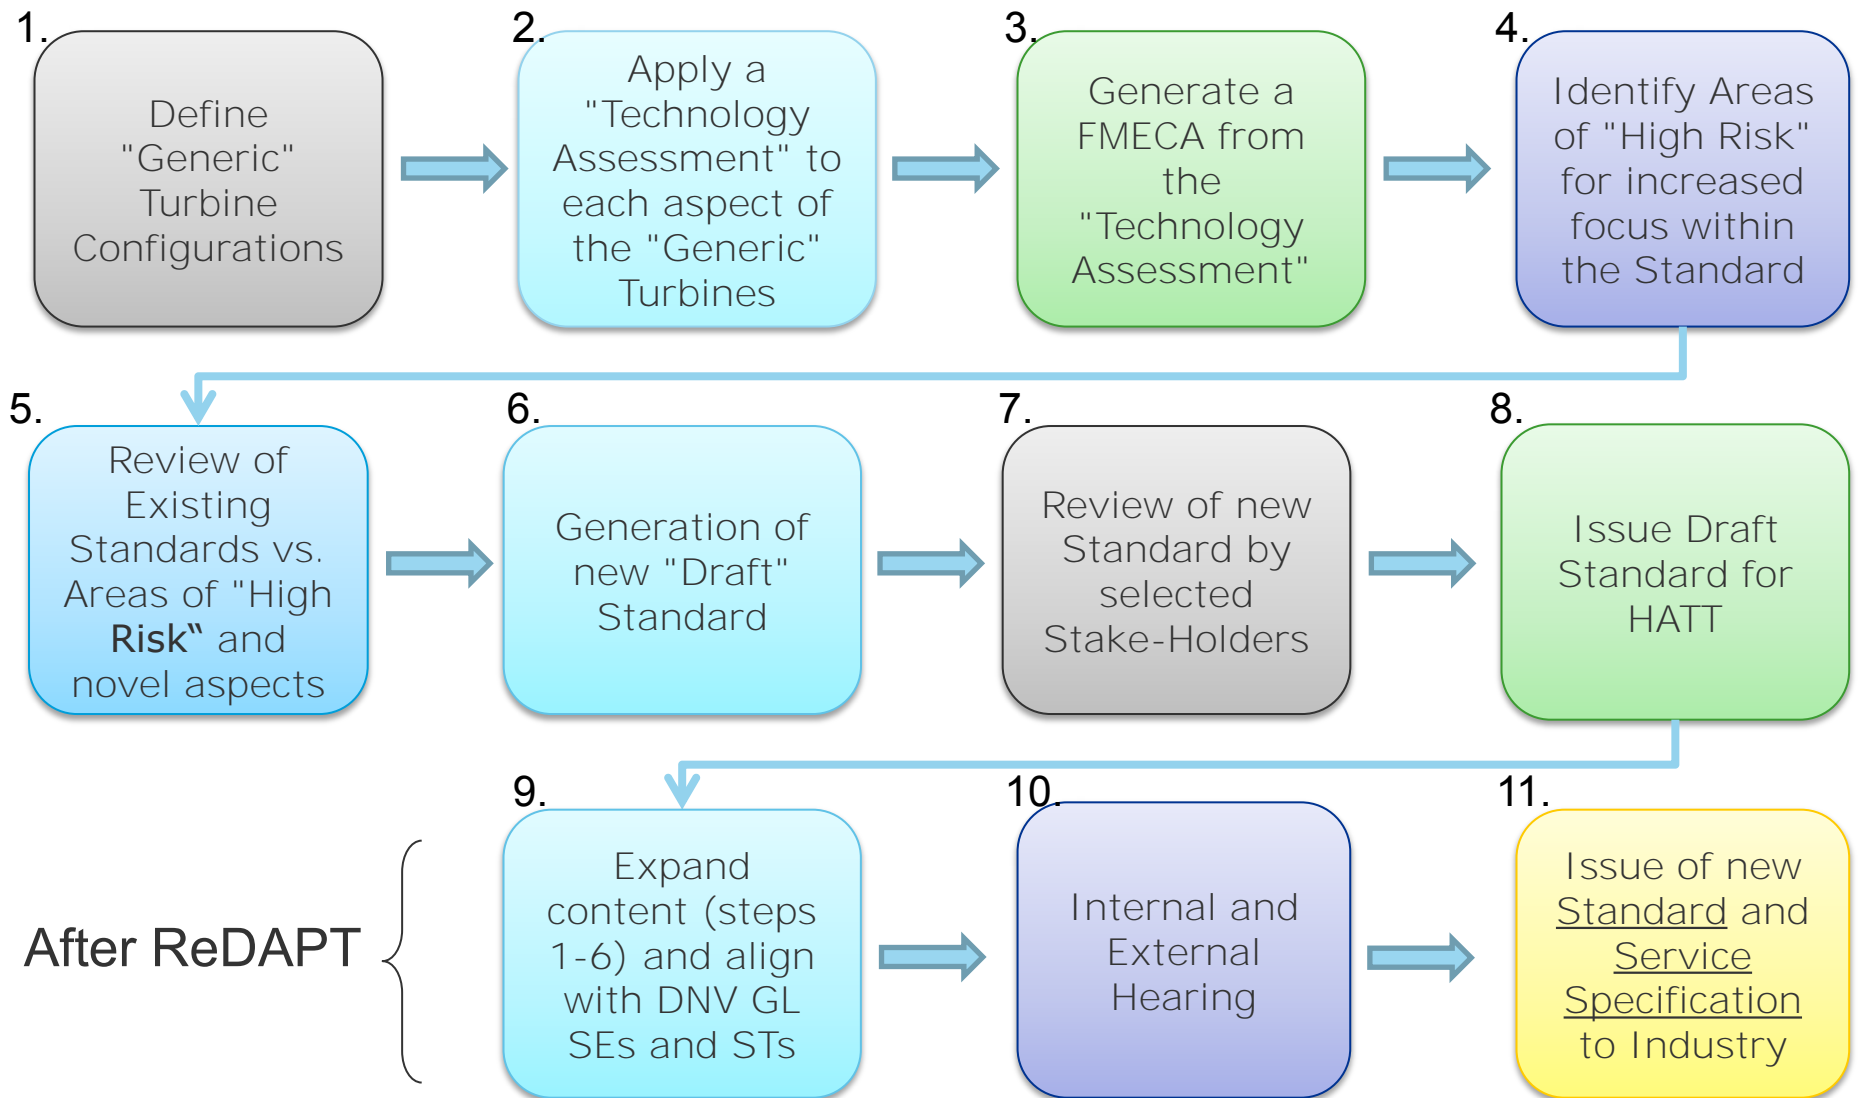 1.
Define
"Generic"
Turbine
Configurations
2.
Apply a
"Technology
Assessment" to
each aspect of
the "Generic"
Turbines
3.
Generate a
FMECA from
the
"Technology
Assessment"
4.
Identify Areas
of "High Risk"
for increased
focus within
the Standard
5.
Review of
Existing
Standards vs.
Areas of "High
Risk“ and
novel aspects
6.
Generation of
new "Draft"
Standard
7.
Review of new
Standard by
selected
Stake-Holders
8.
Issue Draft
Standard for
HATT
After ReDAPT
9.
Expand
content (steps
1-6) and align
with DNV GL
SEs and STs
10.
Internal and
External
Hearing
11.
Issue of new
Standard and
Service
Specification
to Industry